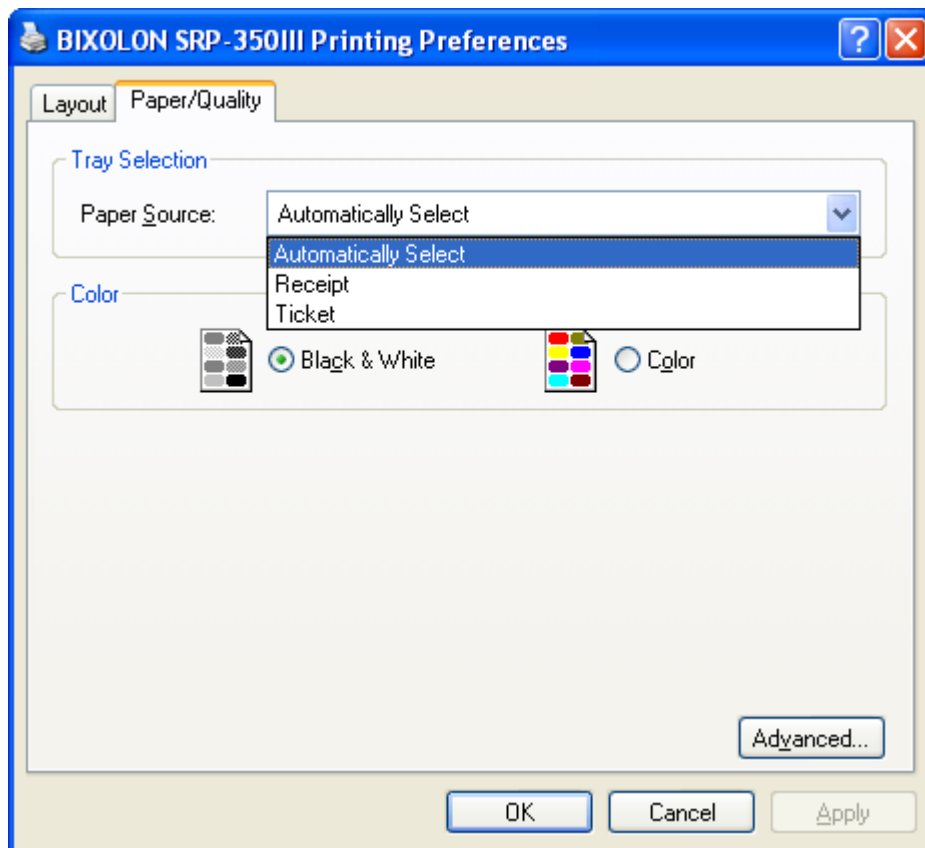 BIXOLON SRP-350III Printing Preferences
Layout
Paper/Quality
Tray Selection
Paper Source:
Automatically Select
Automatically Select
Receipt
Ticket
Color
Black & White
Color
Advanced...
OK
Cancel
Apply